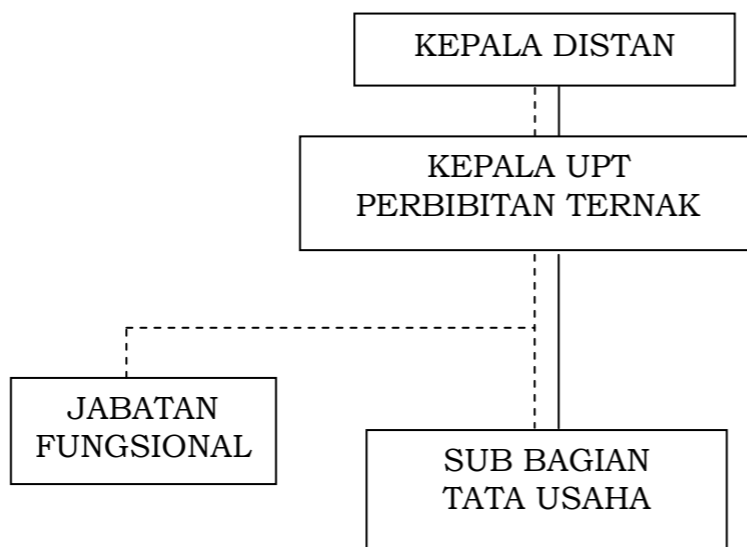 KEPALA DISTAN
KEPALA UPT
PERBIBITAN TERNAK
JABATAN
FUNGSIONAL
SUB BAGIAN
TATA USAHA